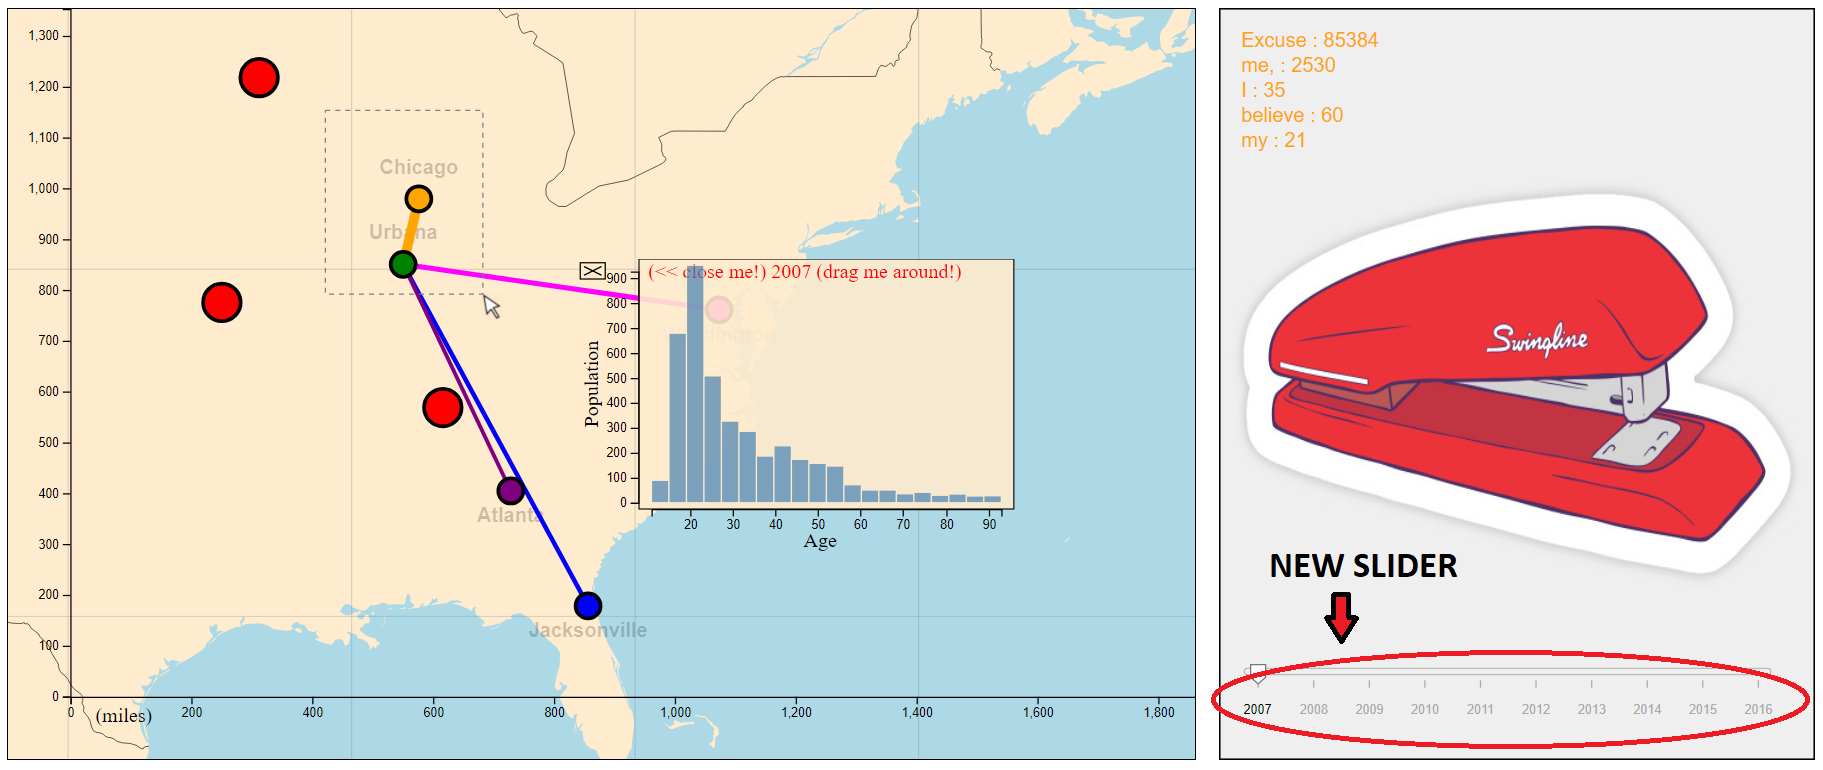 1,300
1,200
1,100
1,000
900
800
700
600
500
400
300
200
100
0
0
(miles)
200
400
600
800
1,000
1,200
1,400
1,600
1,800
Chicago
Urbana
Atlanta
Jacksonville
(<< close me!) 2007 (drag me around!)
900
800
700
600
500
400
300
200
100
0
Population
20 30 40 50 60 70 80 90
Age
Excuse : 85384
me, : 2530
I : 35
believe : 60
my : 21
Swingline
NEW SLIDER
2007 2008 2009 2010 2011 2012 2013 2014 2015 2016